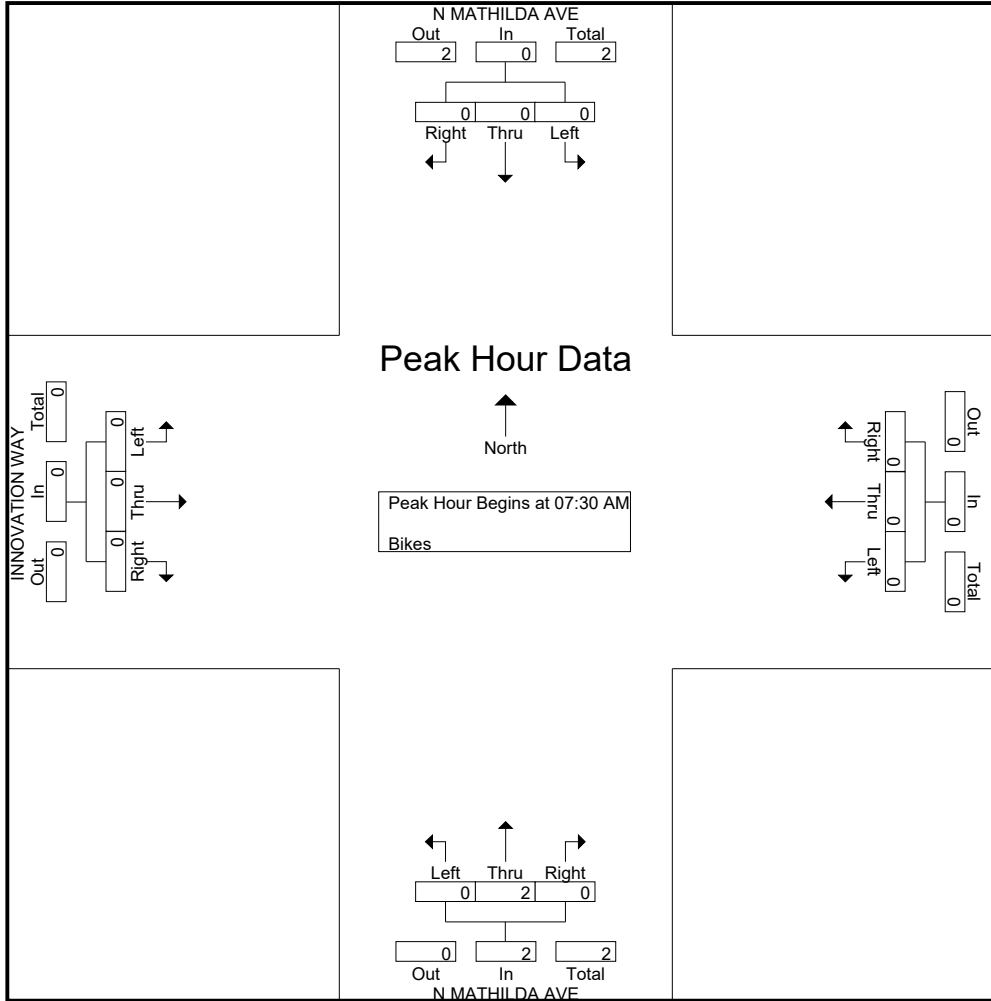 N MATHILDA AVE
Out In Total
2 0 2
0 0 0
Right Thru Left
Peak Hour Data
North
Peak Hour Begins at 07:30 AM
Bikes
INNOVATION WAY
Out In Total
0 0 0
0 0 0
Right Thru Left
Out In Total
0 0 0
0 0 0
Right Thru Left
Left Thru Right
0 2 0
0 2 2
Out In Total
N MATHILDA AVE